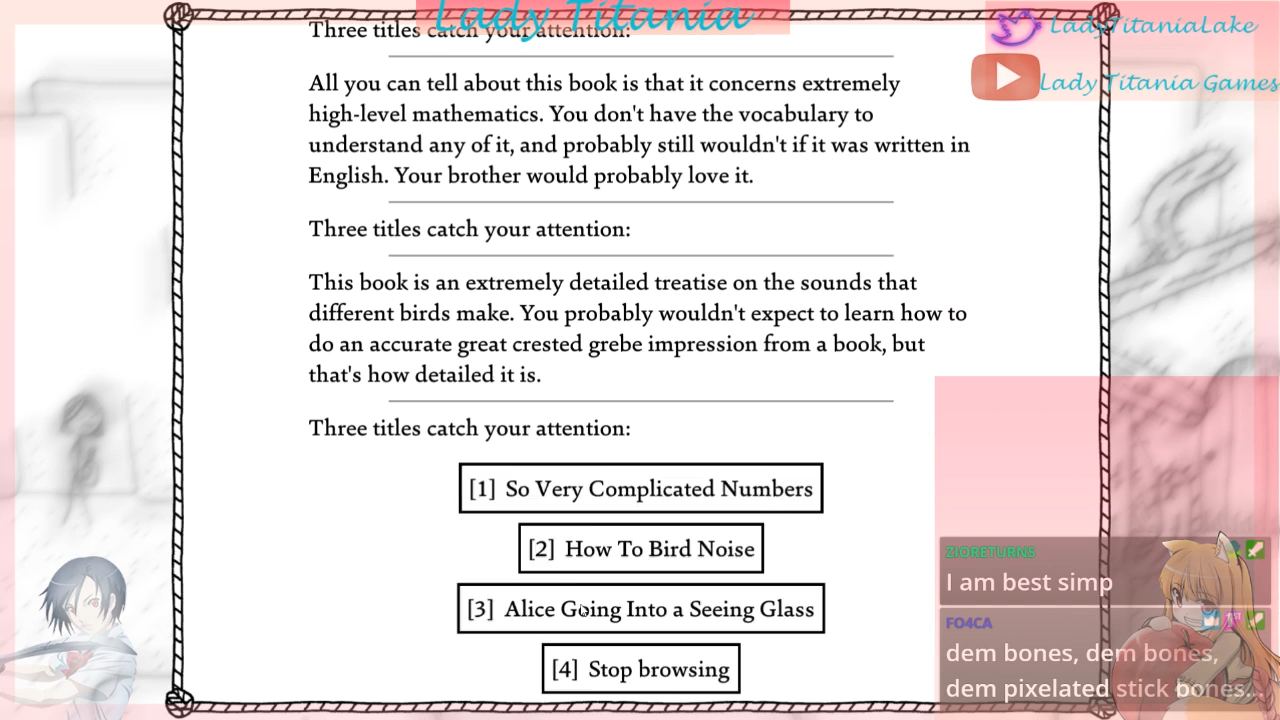 Lady Titania
LadyTitaniaLake
Lady Titania Games
Three titles catch your attention:
All you can tell about this book is that it concerns extremely
high-level mathematics. You don't have the vocabulary to
understand any of it, and probably still wouldn't if it was written in
English. Your brother would probably love it.
Three titles catch your attention:
This book is an extremely detailed treatise on the sounds that
different birds make. You probably wouldn't expect to learn how to
do an accurate great crested grebe impression from a book, but
that's how detailed it is.
Three titles catch your attention:
[1] So Very Complicated Numbers
[2] How To Bird Noise
[3] Alice Going Into a Seeing Glass
[4] Stop browsing
ZIORETURNS
I am best simp
FO4CA
dem bones, dem bones,
dem pixelated stick bones...